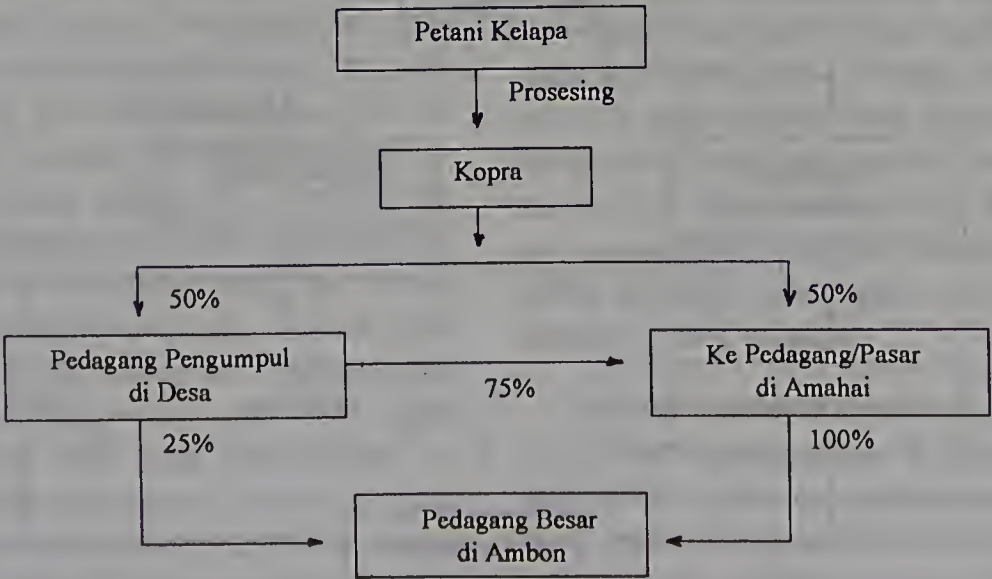 Petani Kelapa
Prosesing
Kopra
50%
50%
Pedagang Pengumpul
di Desa
75%
Ke Pedagang/Pasar
di Amahai
25%
100%
Pedagang Besar
di Ambon